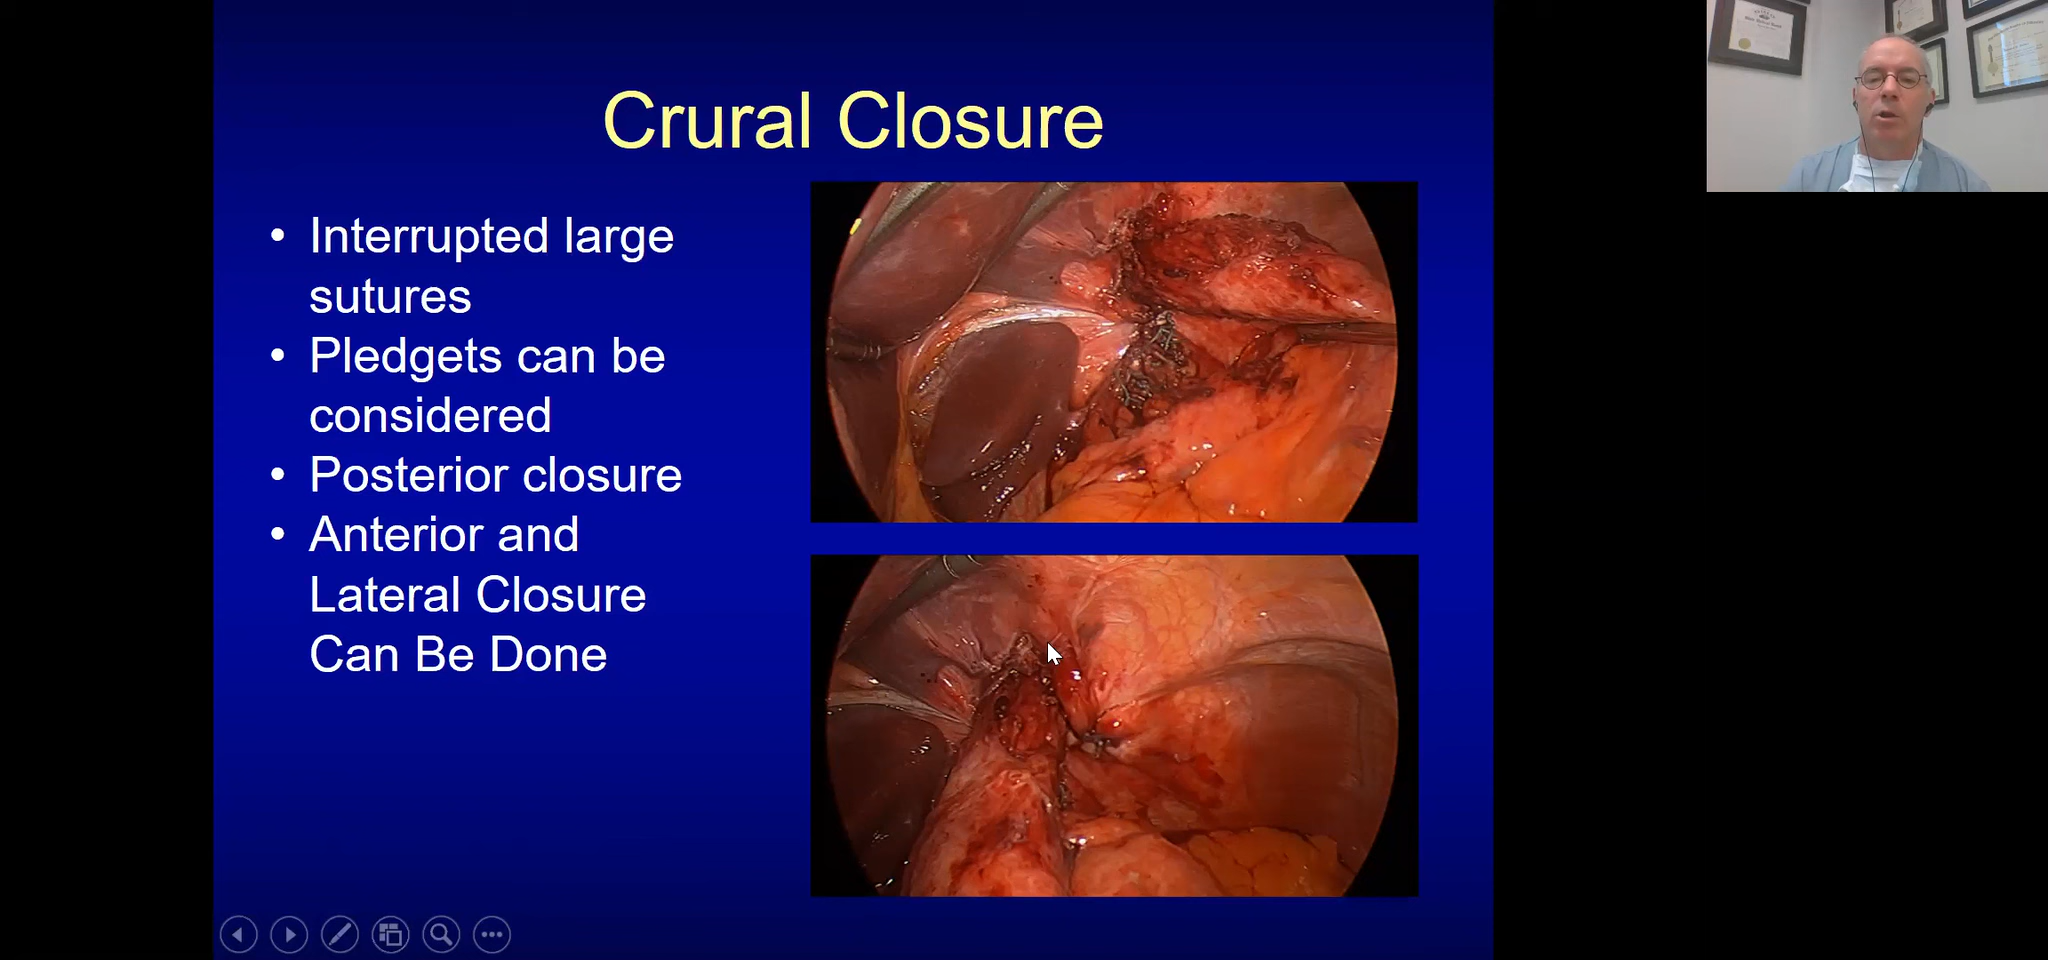 Crural Closure
• Interrupted large
sutures
• Pledgets can be
considered
• Posterior closure
• Anterior and
Lateral Closure
Can Be Done